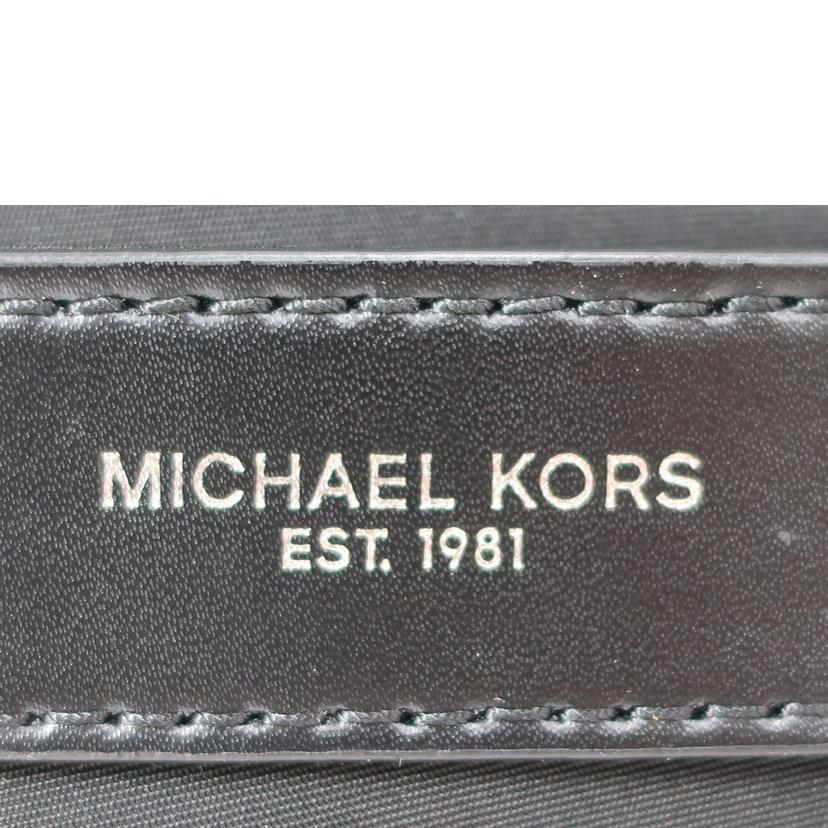 MICHAEL KORS
EST. 1981